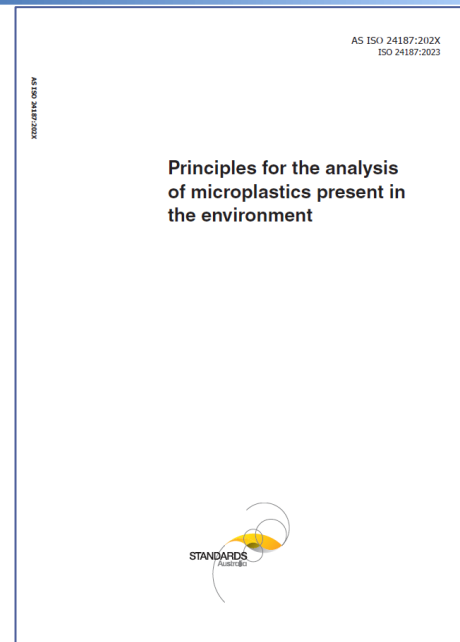 AS ISO 24187:202X
ISO 24187:2023
AS ISO 24187:202X
Principles for the analysis
of microplastics present in
the environment
STANDARDS
Australia